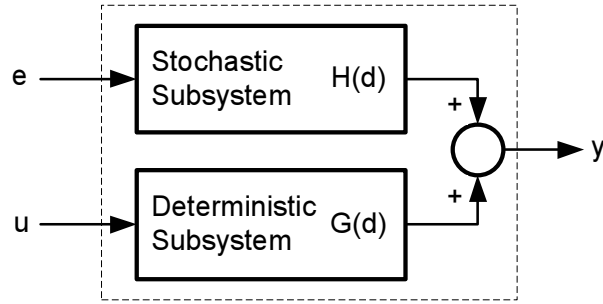 e
Stochastic
Subsystem
H(d)
+
y
+
u
Deterministic
Subsystem
G(d)